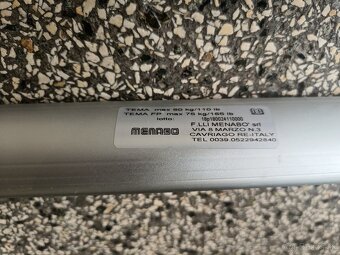 TEMA max 50 kg/110 lb
TEMA FP max 75 kg/165 lb
lotto: 18p180024110000
MENABO
F.LLI MENABO' srl
VIA 8 MARZO N.3
CAVRIAGO RE-ITALY
TEL 0039.0522942840